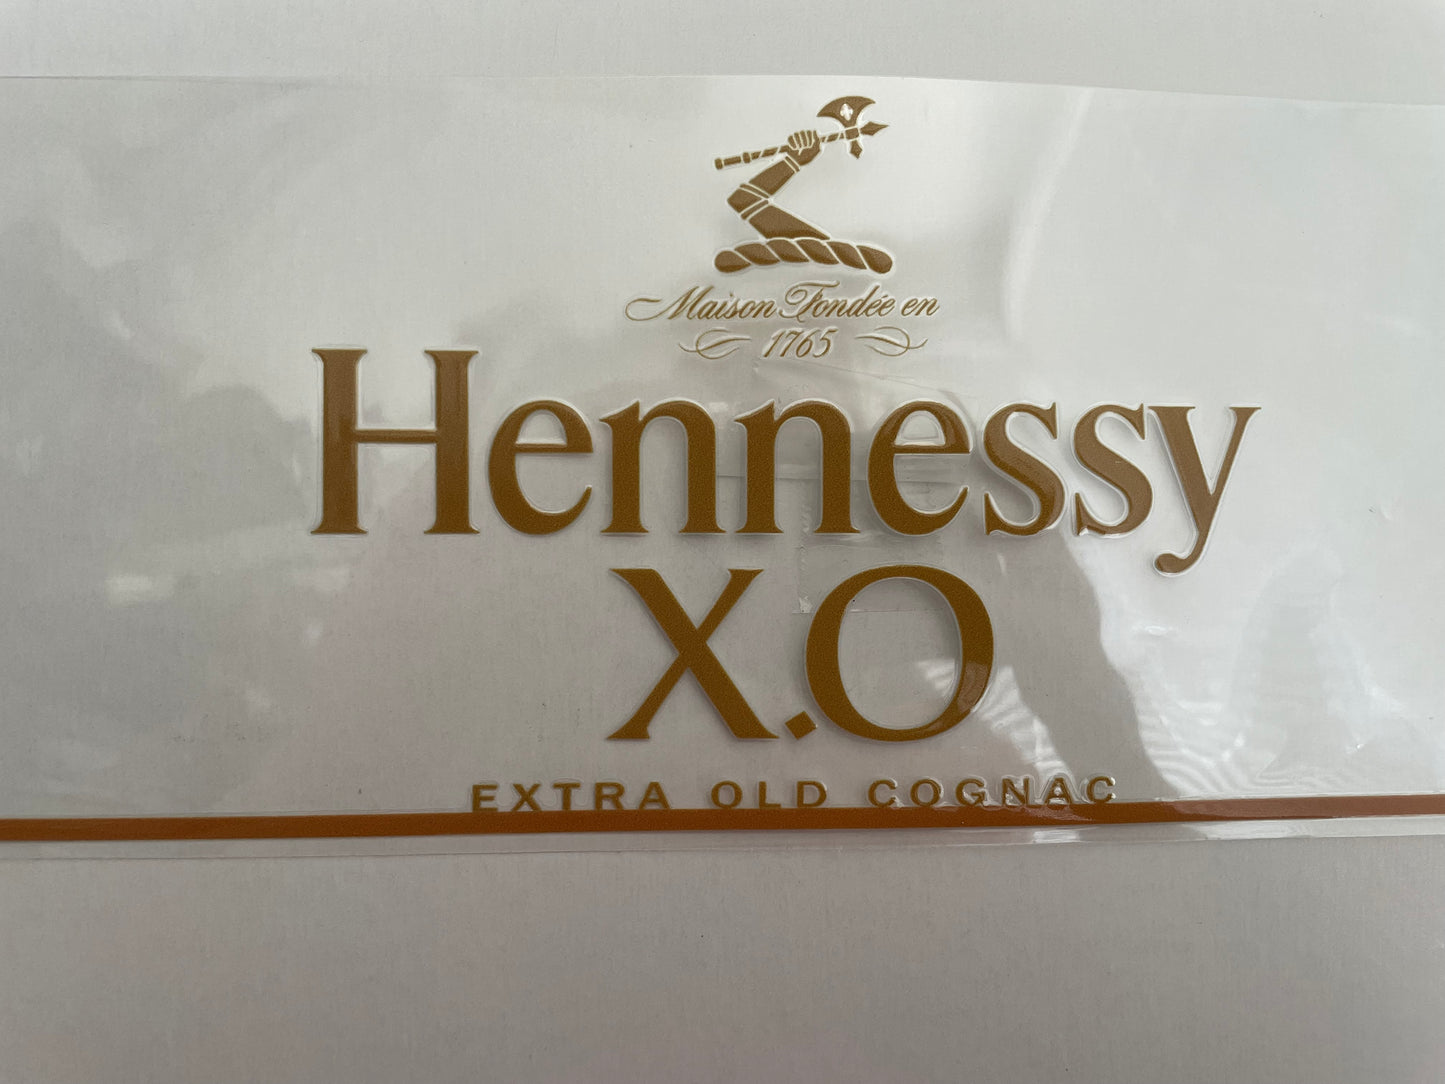 Maison Fondée en
1765
Hennessy
X.O
EXTRA OLD COGNAC